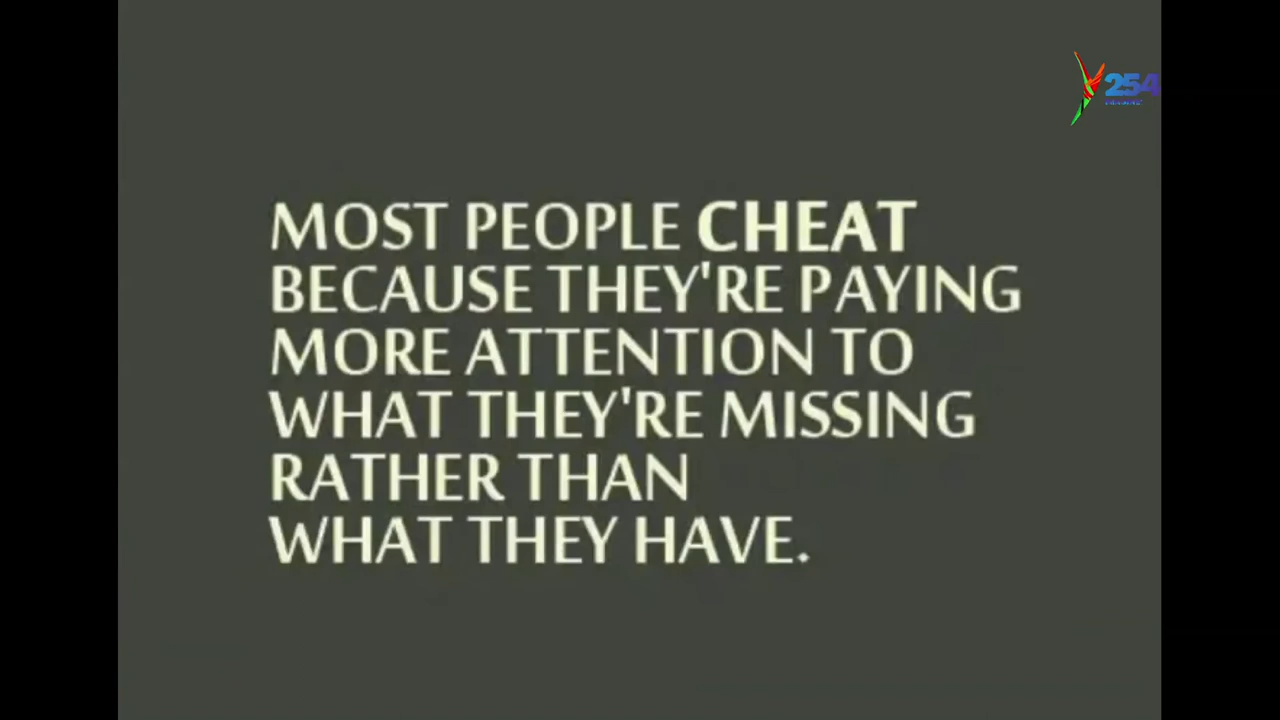 254
MOST PEOPLE CHEAT
BECAUSE THEY'RE PAYING
MORE ATTENTION TO
WHAT THEY'RE MISSING
RATHER THAN
WHAT THEY HAVE.